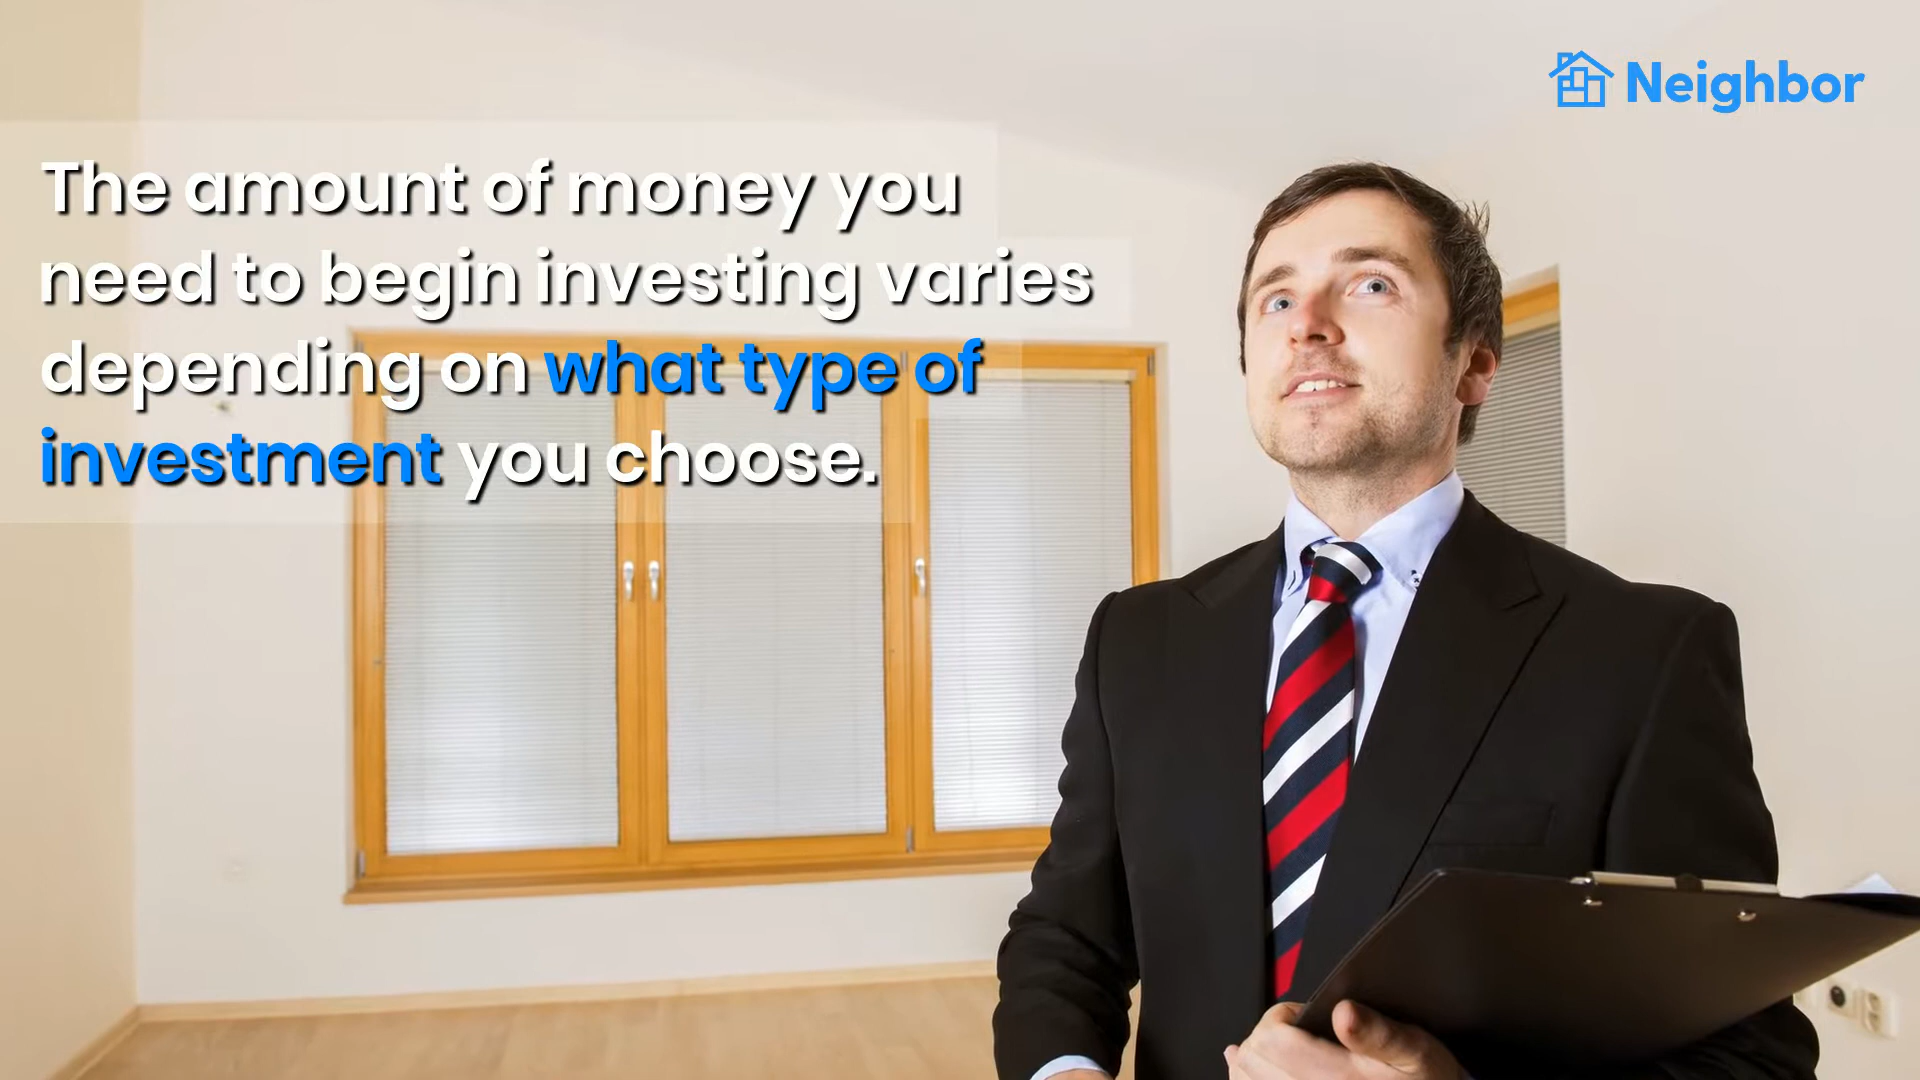 Neighbor
The amount of money you
need to begin investing varies
depending on what type of
investment you choose.